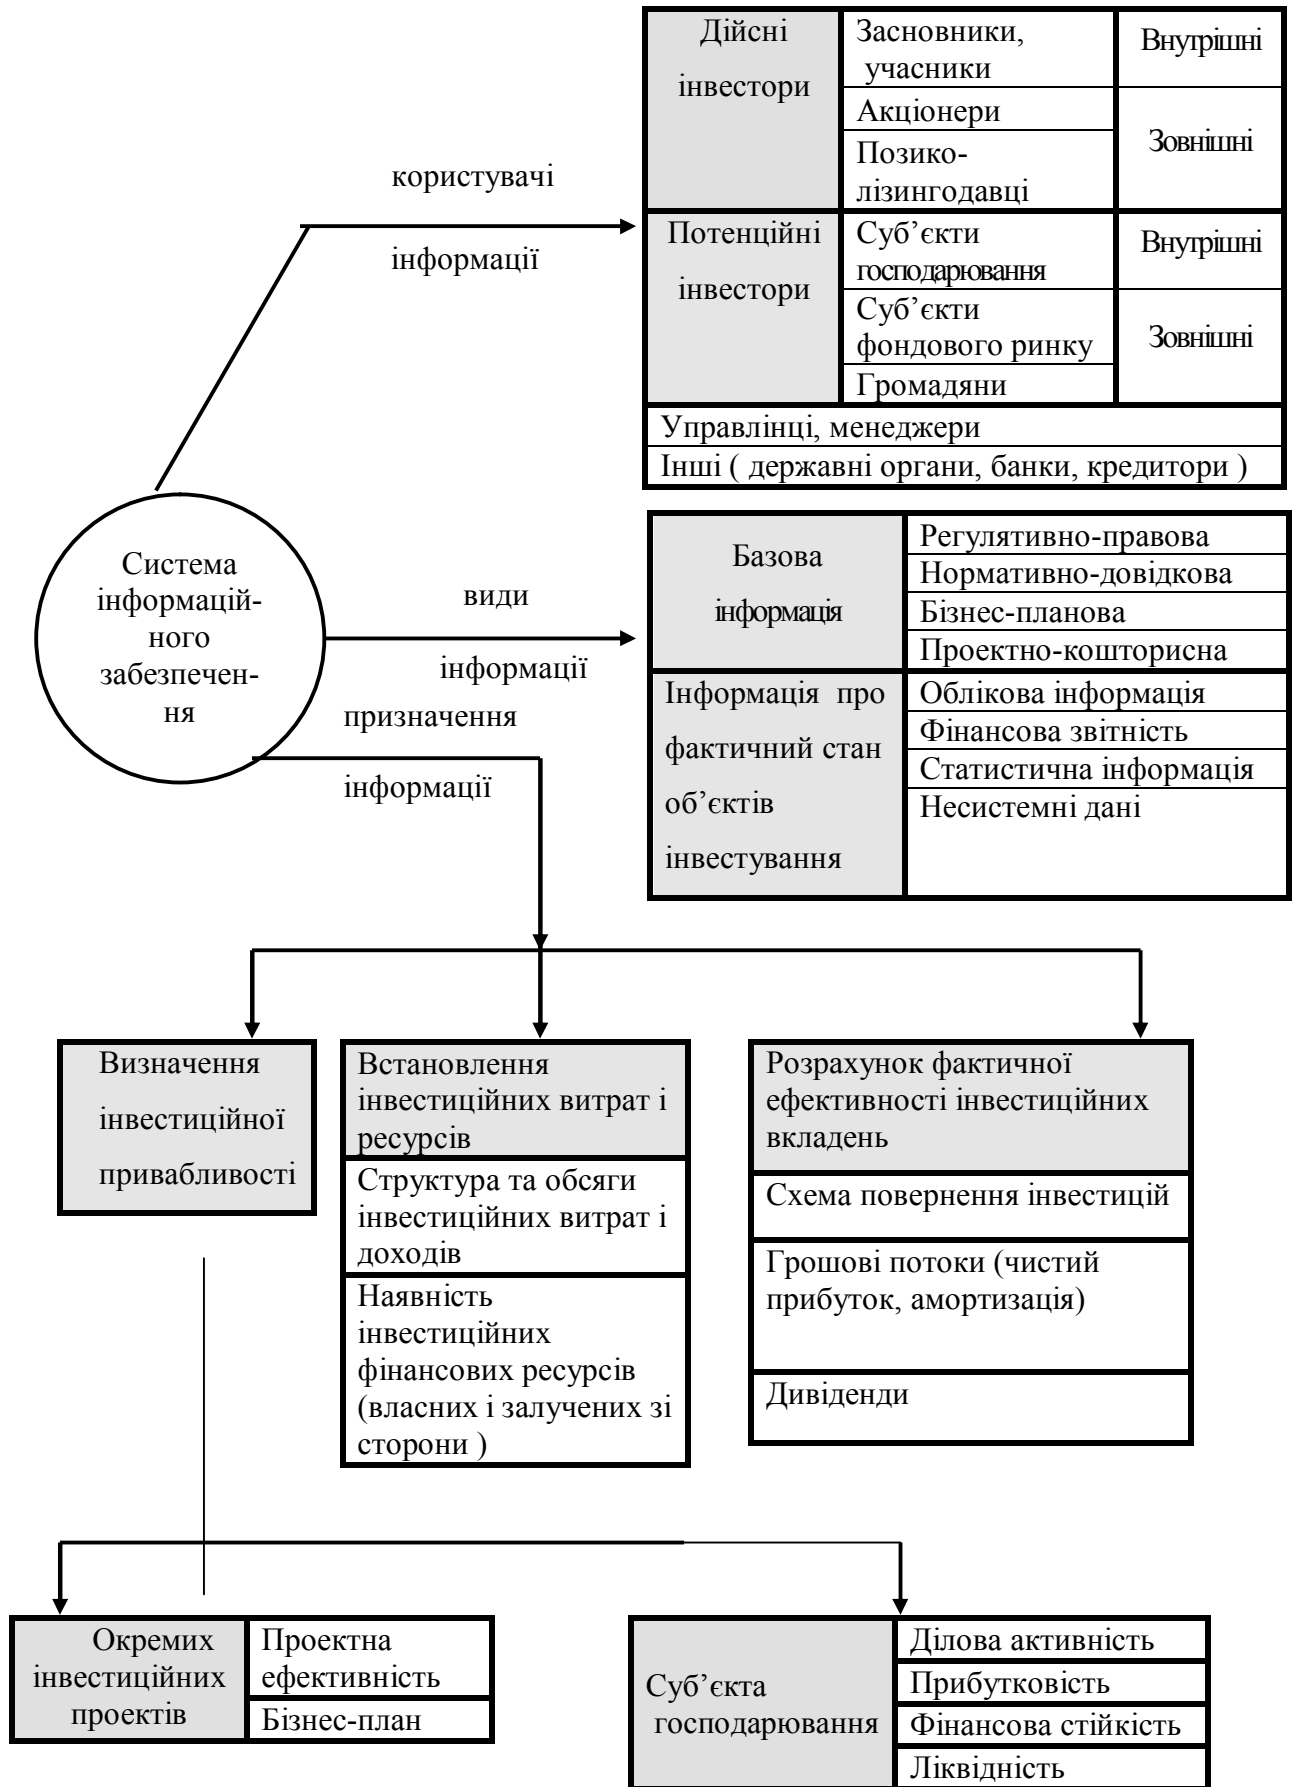 Дійсні
інвестори
Засновники,
учасники
Внутрішні
Акціонери
Позико-
лізингодавці
Зовнішні
користувачі
інформації
Потенційні
інвестори
Суб’єкти
господарювання
Внутрішні
Суб’єкти
фондового ринку
Громадяни
Зовнішні
Управлінці, менеджери
Інші ( державні органи, банки, кредитори )
Система
інформацій-
ного
забезпечен-
ня
види
інформації
Базова
інформація
Регулятивно-правова
Нормативно-довідкова
Бізнес-планова
Проектно-кошторисна
Інформація про
фактичний стан
об’єктів
інвестування
Облікова інформація
Фінансова звітність
Статистична інформація
Несистемні дані
призначення
інформації
Визначення
інвестиційної
привабливості
Встановлення
інвестиційних витрат і
ресурсів
Структура та обсяги
інвестиційних витрат і
доходів
Наявність
інвестиційних
фінансових ресурсів
(власних і залучених зі
сторони )
Розрахунок фактичної
ефективності інвестиційних
вкладень
Схема повернення інвестицій
Грошові потоки (чистий
прибуток, амортизація)
Дивіденди
Окремих
інвестиційних
проектів
Проектна
ефективність
Бізнес-план
Суб’єкта
господарювання
Ділова активність
Прибутковість
Фінансова стійкість
Ліквідність